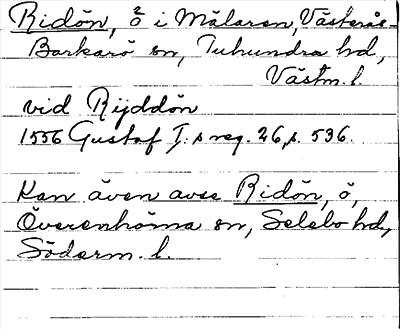 Ridön, ö i Mälaren, Västerås-
Barkarö sn, Tuhundra hd,
Västm. l.
vid Rijddön
1556 Gustaf I:s reg. 26, s. 536.
Kan även avse Ridön, ö,
Överenhörna sn, Selebo hd,
Söderm. l.